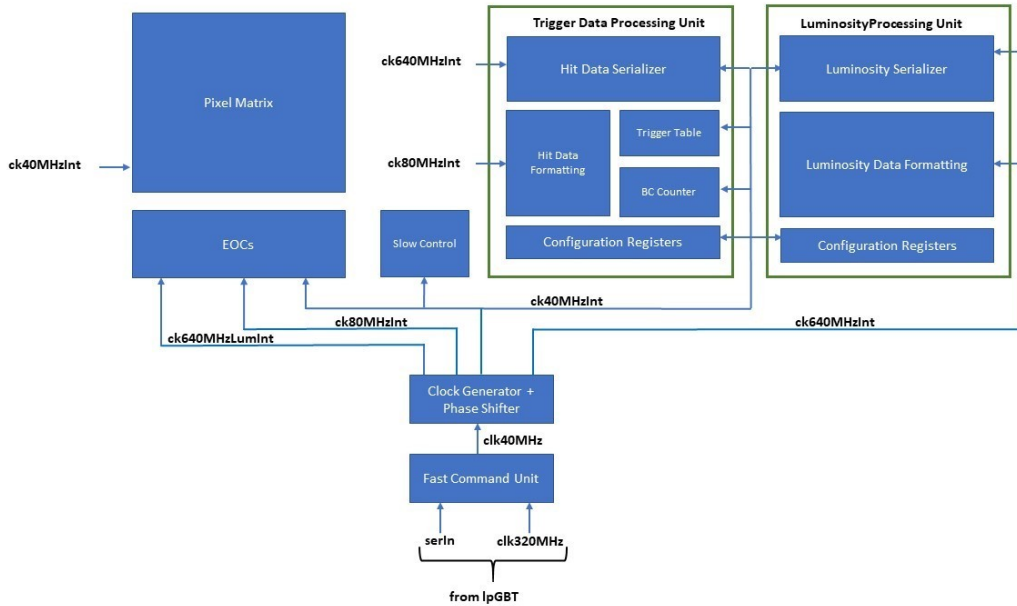 Trigger Data Processing Unit
LuminosityProcessing Unit
ck640MHzInt
Hit Data Serializer
Luminosity Serializer
Pixel Matrix
ck40MHzInt
ck80MHzInt
Hit Data
Formatting
Trigger Table
BC Counter
Luminosity Data Formatting
EOCs
Slow Control
Configuration Registers
Configuration Registers
ck40MHzInt
ck80MHzInt
ck640MHzInt
ck640MHzLumInt
Clock Generator +
Phase Shifter
clk40MHz
Fast Command Unit
serIn
clk320MHz
from lpGBT